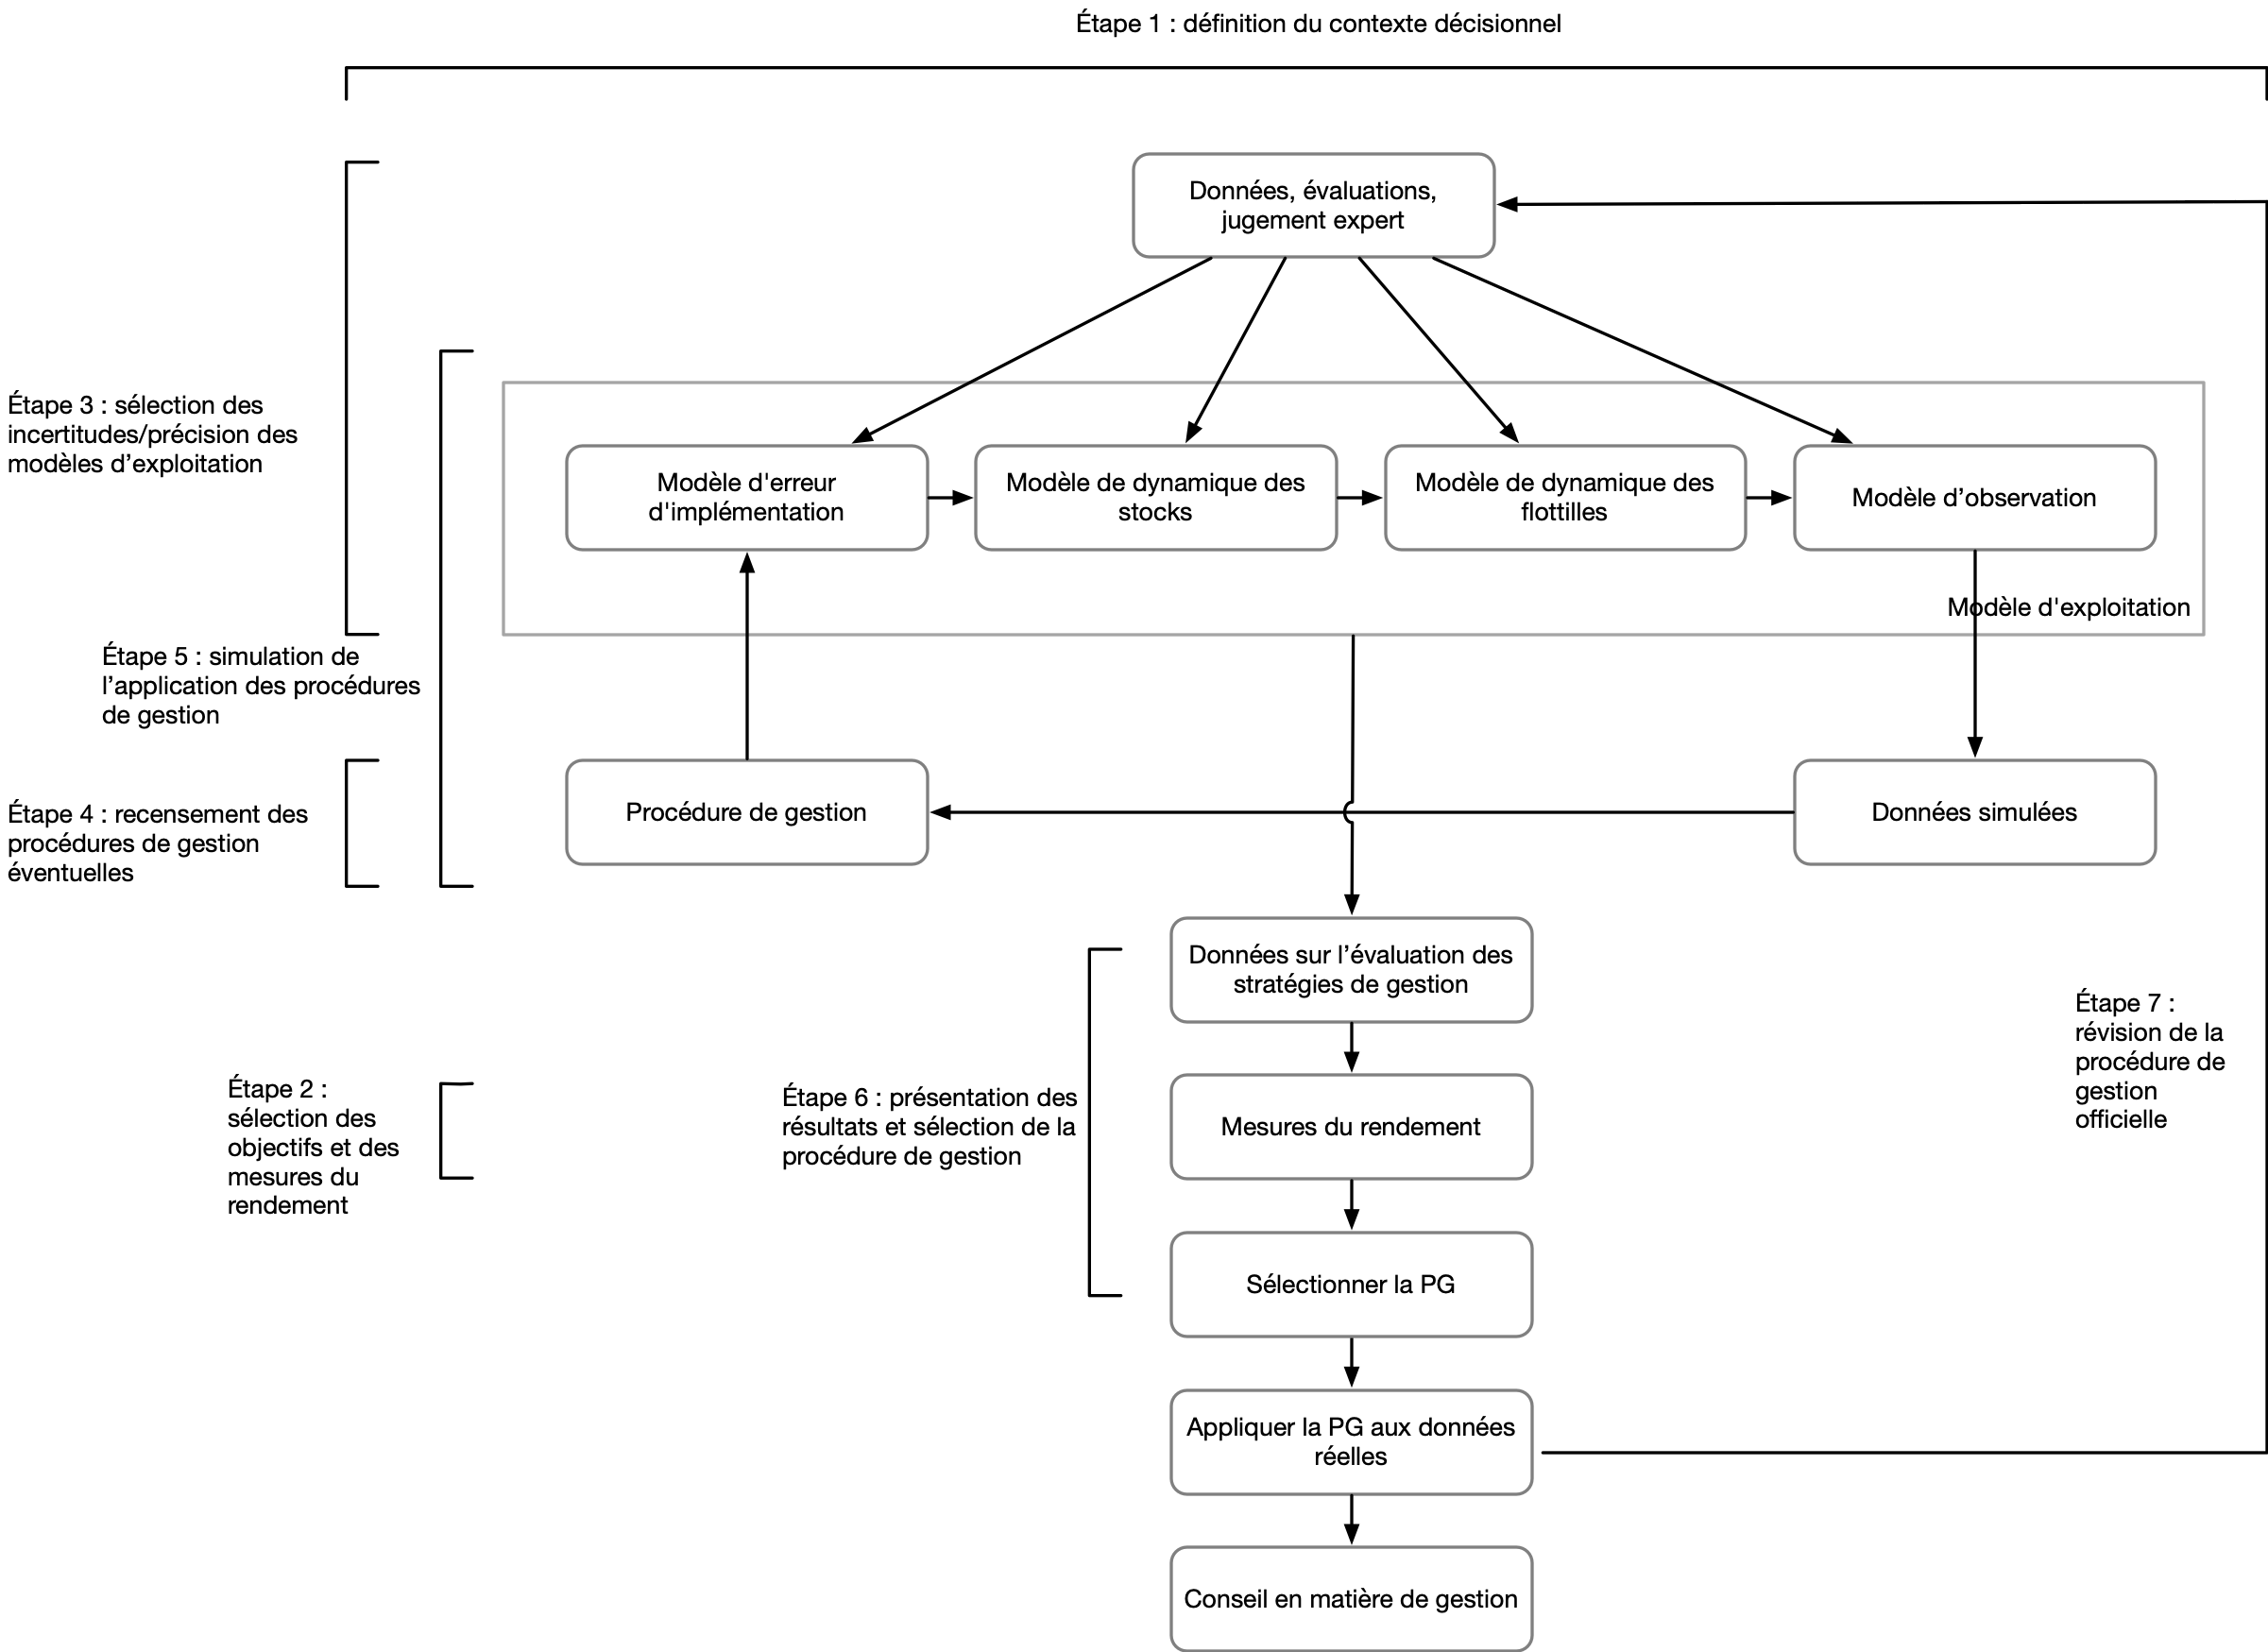 Étape 1 : définition du contexte décisionnel
Données, évaluations,
jugement expert
Étape 3 : sélection des
incertitudes/précision des
modèles d’exploitation
Modèle d'erreur
d'implémentation
Modèle de dynamique des
stocks
Modèle de dynamique des
flottilles
Modèle d’observation
Modèle d'exploitation
Étape 5 : simulation de
l’application des procédures
de gestion
Étape 4 : recensement des
procédures de gestion
éventuelles
Procédure de gestion
Données simulées
Données sur l’évaluation des
stratégies de gestion
Étape 2 :
sélection des
objectifs et des
mesures du
rendement
Étape 6 : présentation des
résultats et sélection de la
procédure de gestion
Mesures du rendement
Étape 7 :
révision de la
procédure de
gestion
officielle
Sélectionner la PG
Appliquer la PG aux données
réelles
Conseil en matière de gestion